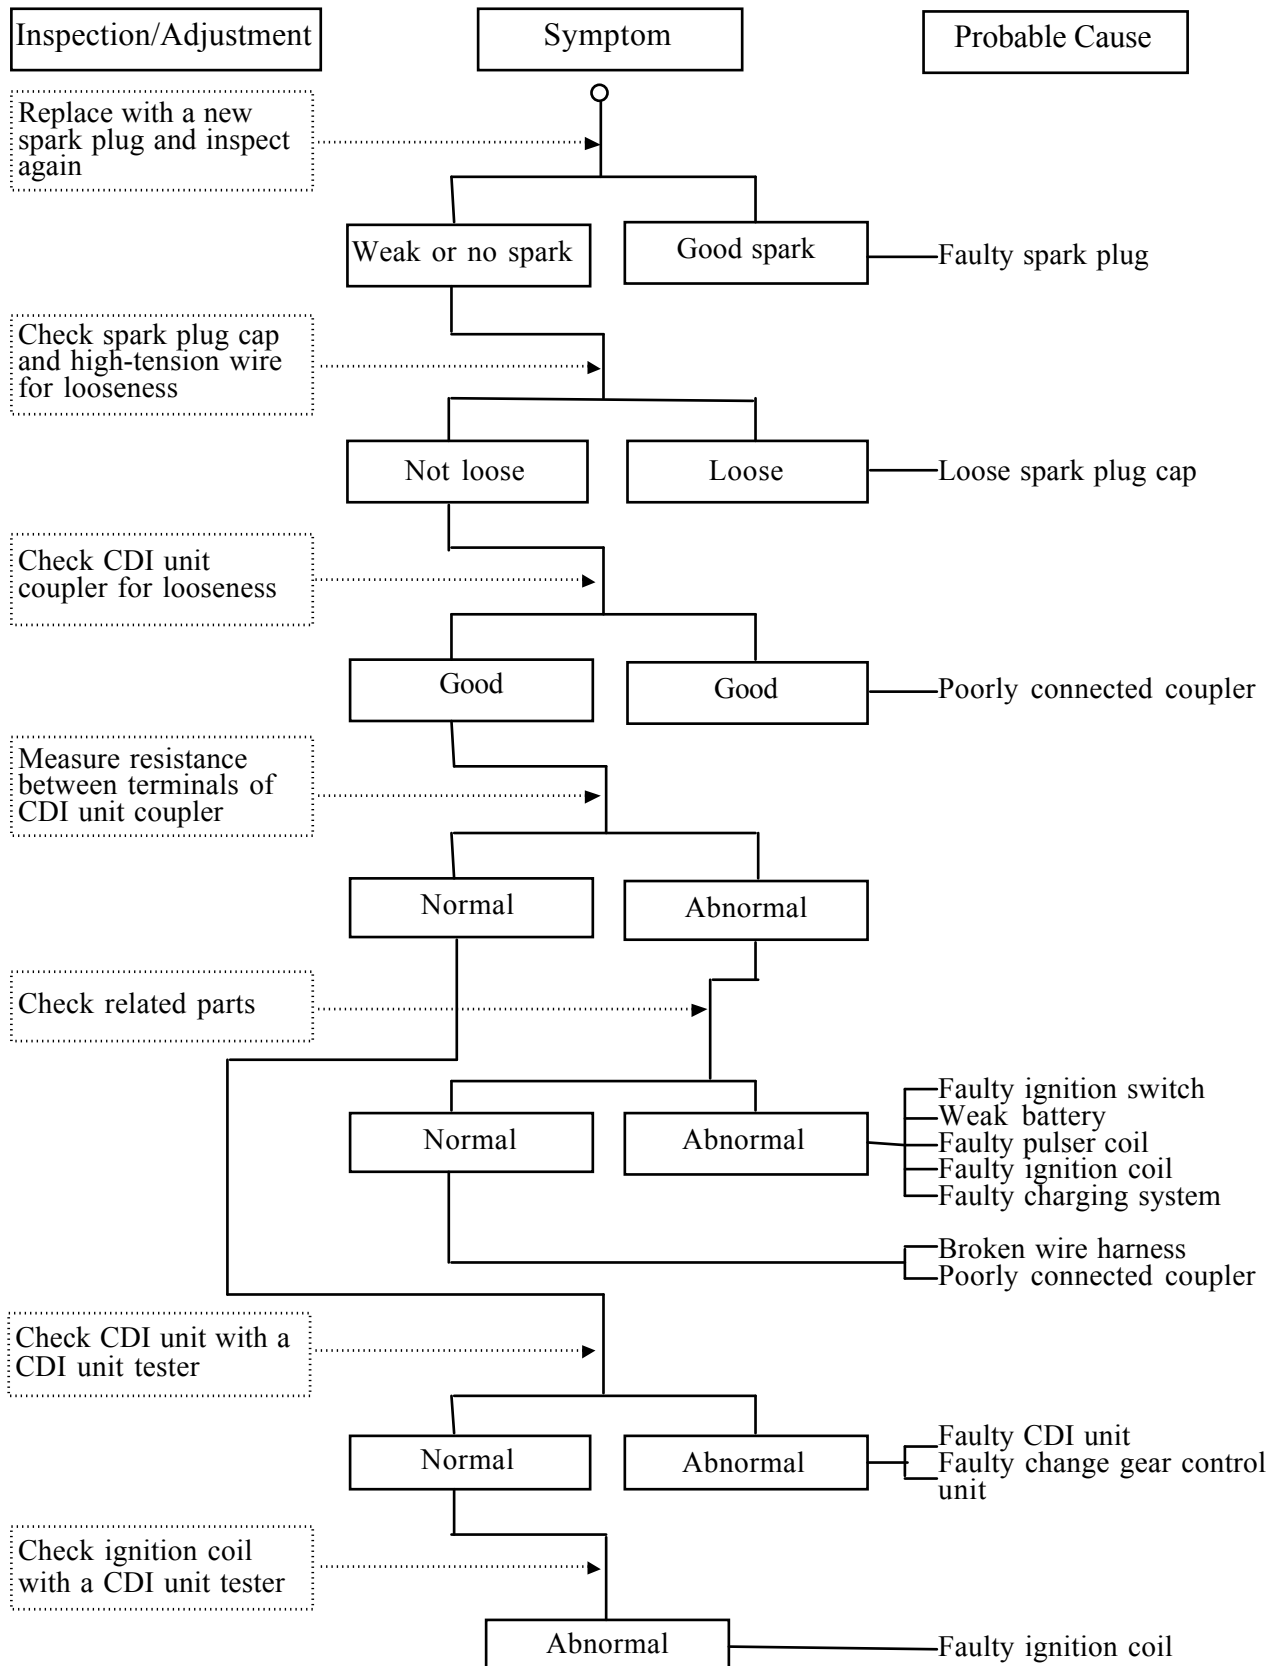 Inspection/Adjustment
Symptom
Probable Cause
Replace with a new
spark plug and inspect
again
Weak or no spark
Good spark
Faulty spark plug
Check spark plug cap
and high-tension wire
for looseness
Not loose
Loose
Loose spark plug cap
Check CDI unit
coupler for looseness
Good
Good
Poorly connected coupler
Measure resistance
between terminals of
CDI unit coupler
Normal
Abnormal
Check related parts
Normal
Abnormal
Faulty ignition switch
Weak battery
Faulty pulser coil
Faulty ignition coil
Faulty charging system
Broken wire harness
Poorly connected coupler
Check CDI unit with a
CDI unit tester
Normal
Abnormal
Faulty CDI unit
Faulty change gear control
unit
Check ignition coil
with a CDI unit tester
Abnormal
Faulty ignition coil